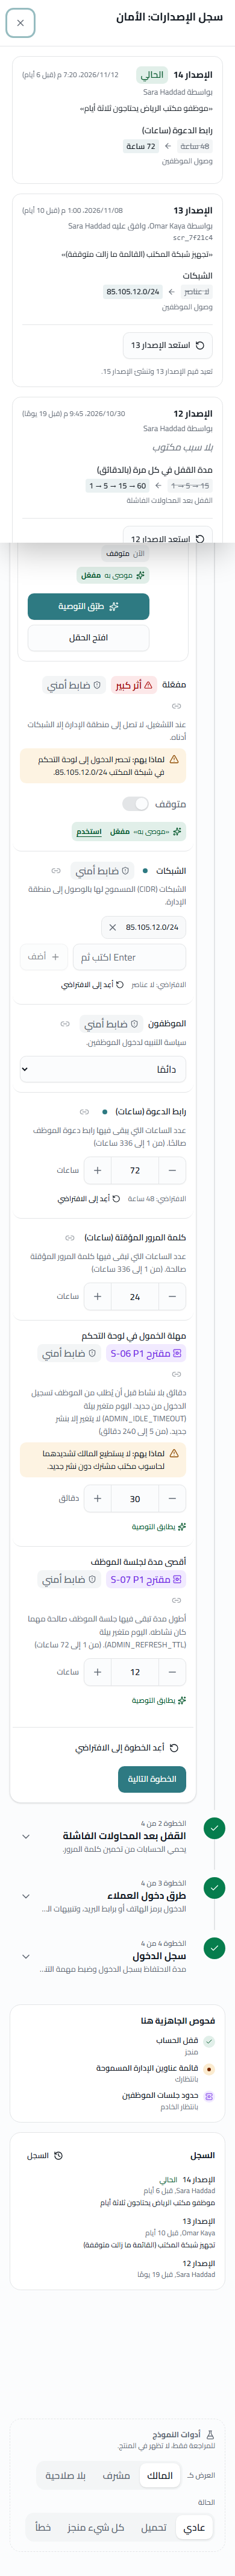 سجل الإصدارات: الأمان
الإصدار 14 الحالي 2026/11/12، 7:20 م (قبل 6 أيام)
بواسطة Sara Haddad
«موظفو مكتب الرياض يحتاجون ثلاثة أيام»
رابط الدعوة (ساعات)
48 ساعة ← 72 ساعة
وصول الموظفين
الإصدار 13 2026/11/08، 1:00 م (قبل 10 أيام)
بواسطة Omar Kaya، وافق عليه Sara Haddad
scr_7f21c4
«تجهيز شبكة المكتب (القائمة ما زالت متوقفة)»
الشبكات
لا عناصر ← 85.105.12.0/24
وصول الموظفين
استعد الإصدار 13
تعيد قيم الإصدار 13 وتنشئ الإصدار 15.
الإصدار 12 2026/10/30، 9:45 م (قبل 19 يومًا)
بواسطة Sara Haddad
بلا سبب مكتوب
مدة القفل في كل مرة (بالدقائق)
1 → 5 → 15 ← 1 → 5 → 15 → 60
القفل بعد المحاولات الفاشلة
استعد الإصدار 12
الآن متوقف
موصى به مفعّل
طبّق التوصية
افتح الحقل
مفعّلة أثر كبير ضابط أمني
عند التشغيل، لا تصل إلى منطقة الإدارة إلا الشبكات أدناه.
لماذا يهم: تحصر الدخول إلى لوحة التحكم في شبكة المكتب 85.105.12.0/24.
متوقف
«موصى به» مفعّل استخدم
الشبكات ضابط أمني
الشبكات (CIDR) المسموح لها بالوصول إلى منطقة الإدارة.
85.105.12.0/24
اكتب ثم Enter
أضف
الافتراضي: لا عناصر أعد إلى الافتراضي
الموظفون ضابط أمني
سياسة التنبيه لدخول الموظفين.
دائمًا
رابط الدعوة (ساعات)
عدد الساعات التي يبقى فيها رابط دعوة الموظف صالحًا. (من 1 إلى 336 ساعة)
72 ساعات
الافتراضي: 48 ساعة أعد إلى الافتراضي
كلمة المرور المؤقتة (ساعات)
عدد الساعات التي تبقى فيها كلمة المرور المؤقتة صالحة. (من 1 إلى 336 ساعة)
24 ساعات
مهلة الخمول في لوحة التحكم
مقترح S-06 P1 ضابط أمني
دقائق بلا نشاط قبل أن يُطلب من الموظف تسجيل الدخول من جديد. اليوم متغير بيئة (ADMIN_IDLE_TIMEOUT) لا يتغير إلا بنشر جديد. (من 5 إلى 240 دقائق)
لماذا يهم: لا يستطيع المالك تشديدهما لحاسوب مكتب مشترك دون نشر جديد.
30 دقائق
يطابق التوصية
أقصى مدة لجلسة الموظف
مقترح S-07 P1 ضابط أمني
أطول مدة تبقى فيها جلسة الموظف صالحة مهما كان نشاطه. اليوم متغير بيئة (ADMIN_REFRESH_TTL). (من 1 إلى 72 ساعات)
12 ساعات
يطابق التوصية
أعد الخطوة إلى الافتراضي
الخطوة التالية
الخطوة 2 من 4
القفل بعد المحاولات الفاشلة
يحمي الحسابات من تخمين كلمة المرور.
الخطوة 3 من 4
طرق دخول العملاء
الدخول برمز الهاتف أو برابط البريد، وتنبيهات ال...
الخطوة 4 من 4
سجل الدخول
مدة الاحتفاظ بسجل الدخول وضبط مهمة التن...
فحوص الجاهزية هنا
قفل الحساب
منجز
قائمة عناوين الإدارة المسموحة
بانتظارك
حدود جلسات الموظفين
بانتظار الخادم
السجل
السجل
الإصدار 14 الحالي
Sara Haddad، قبل 6 أيام
موظفو مكتب الرياض يحتاجون ثلاثة أيام
الإصدار 13
Omar Kaya، قبل 10 أيام
تجهيز شبكة المكتب (القائمة ما زالت متوقفة)
الإصدار 12
Sara Haddad، قبل 19 يومًا
أدوات النموذج
للمراجعة فقط، لا تظهر في المنتج.
العرض كـ المالك مشرف بلا صلاحية
الحالة
عادي تحميل كل شيء منجز خطأ